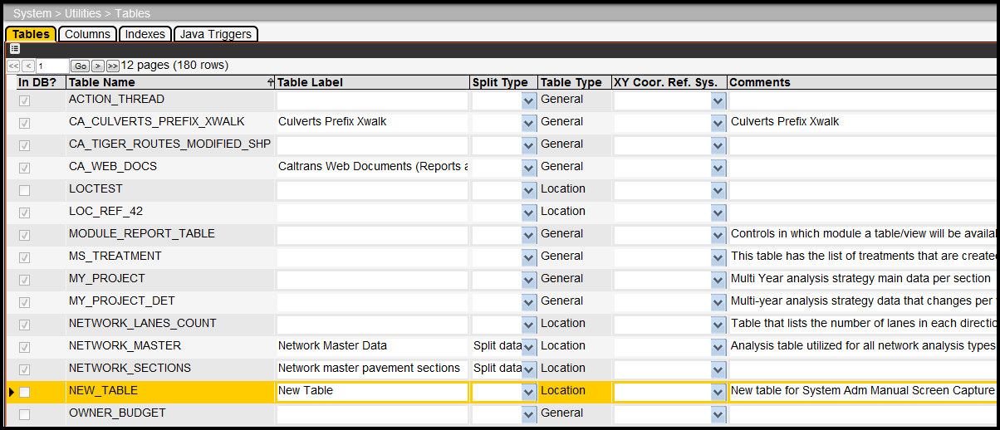 System > Utilities > Tables
Tables Columns Indexes Java Triggers
<< < 1 Go > >> 12 pages (180 rows)
In DB? Table Name Table Label Split Type Table Type XY Coor. Ref. Sys. Comments
ACTION_THREAD General
CA_CULVERTS_PREFIX_XWALK Culverts Prefix Xwalk General Culverts Prefix Xwalk
CA_TIGER_ROUTES_MODIFIED_SHP General
CA_WEB_DOCS Caltrans Web Documents (Reports a General
LOCTEST Location
LOC_REF_42 Location
MODULE_REPORT_TABLE General Controls in which module a table/view will be availal
MS_TREATMENT General This table has the list of treatments that are created
MY_PROJECT General Multi Year analysis strategy main data per section
MY_PROJECT_DET General Multi-year analysis strategy data that changes per
NETWORK_LANES_COUNT Location Table that lists the number of lanes in each directio
NETWORK_MASTER Network Master Data Split data Location Analysis table utilized for all network analysis types
NETWORK_SECTIONS Network master pavement sections Split data Location
NEW_TABLE New Table Location New table for System Adm Manual Screen Capture
OWNER_BUDGET General